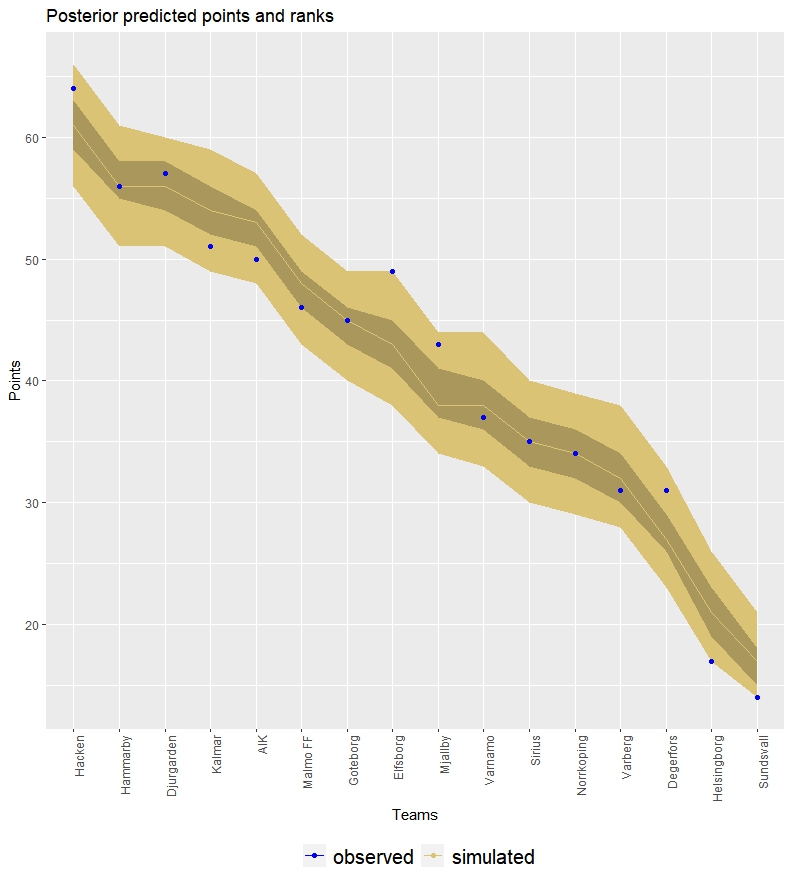 Posterior predicted points and ranks
60
50
40
30
20
Points
Hacken
Hammarby
Djurgarden
Kalmar
AIK
Malmo FF
Goteborg
Elfsborg
Mjallby
Varnamo
Sirius
Norrkoping
Varberg
Degerfors
Helsingborg
Sundsvall
Teams
observed simulated